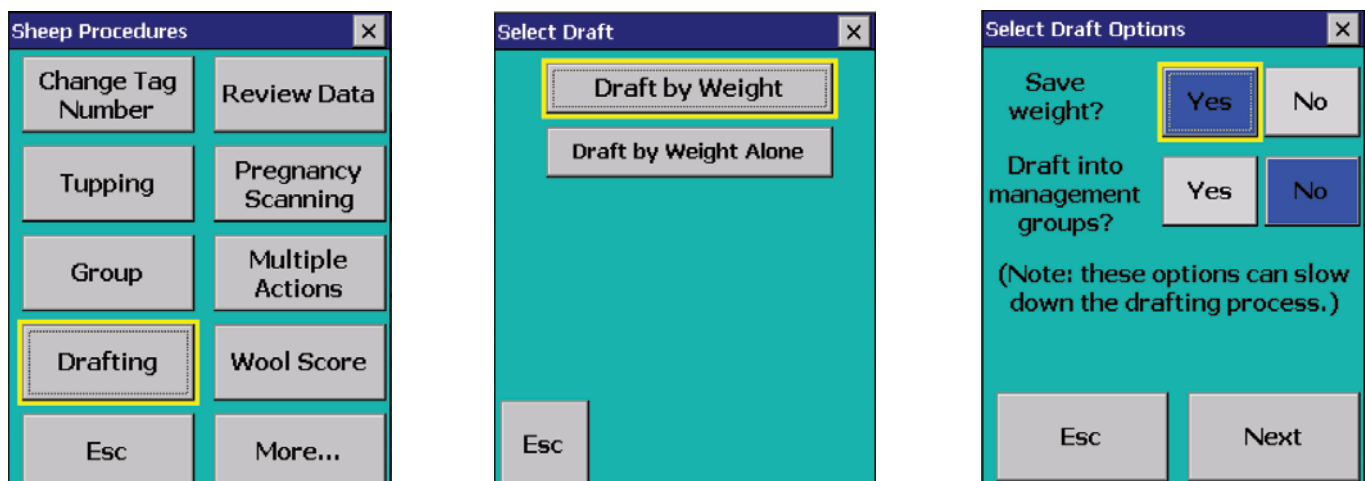 Sheep Procedures
Change Tag
Number
Review Data
Tupping
Pregnancy
Scanning
Group
Multiple
Actions
Drafting
Wool Score
Esc
More...
Select Draft
Draft by Weight
Draft by Weight Alone
Esc
Select Draft Options
Save
weight?
Yes
No
Draft into
management
groups?
Yes
No
(Note: these options can slow
down the drafting process.)
Esc
Next